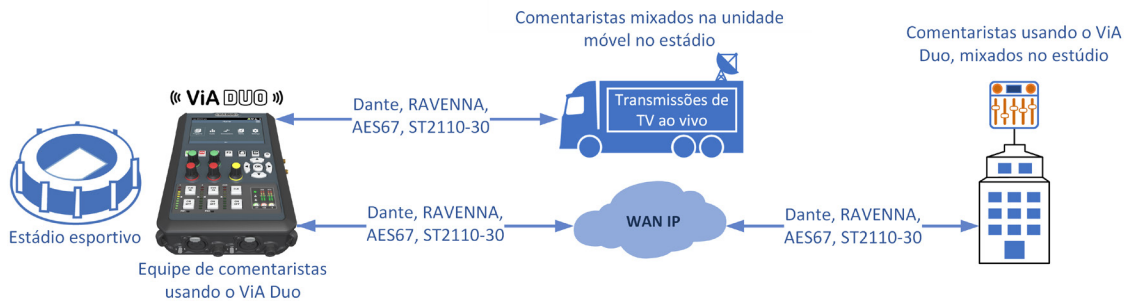 Comentaristas mixados na unidade
móvel no estádio
Comentaristas usando o ViA
Duo, mixados no estúdio
ViA DUO
Dante, RAVENNA,
AES67, ST2110-30
Transmissões de
TV ao vivo
Estádio esportivo
Dante, RAVENNA,
AES67, ST2110-30
WAN IP
Dante, RAVENNA,
AES67, ST2110-30
Equipe de comentaristas
usando o ViA Duo